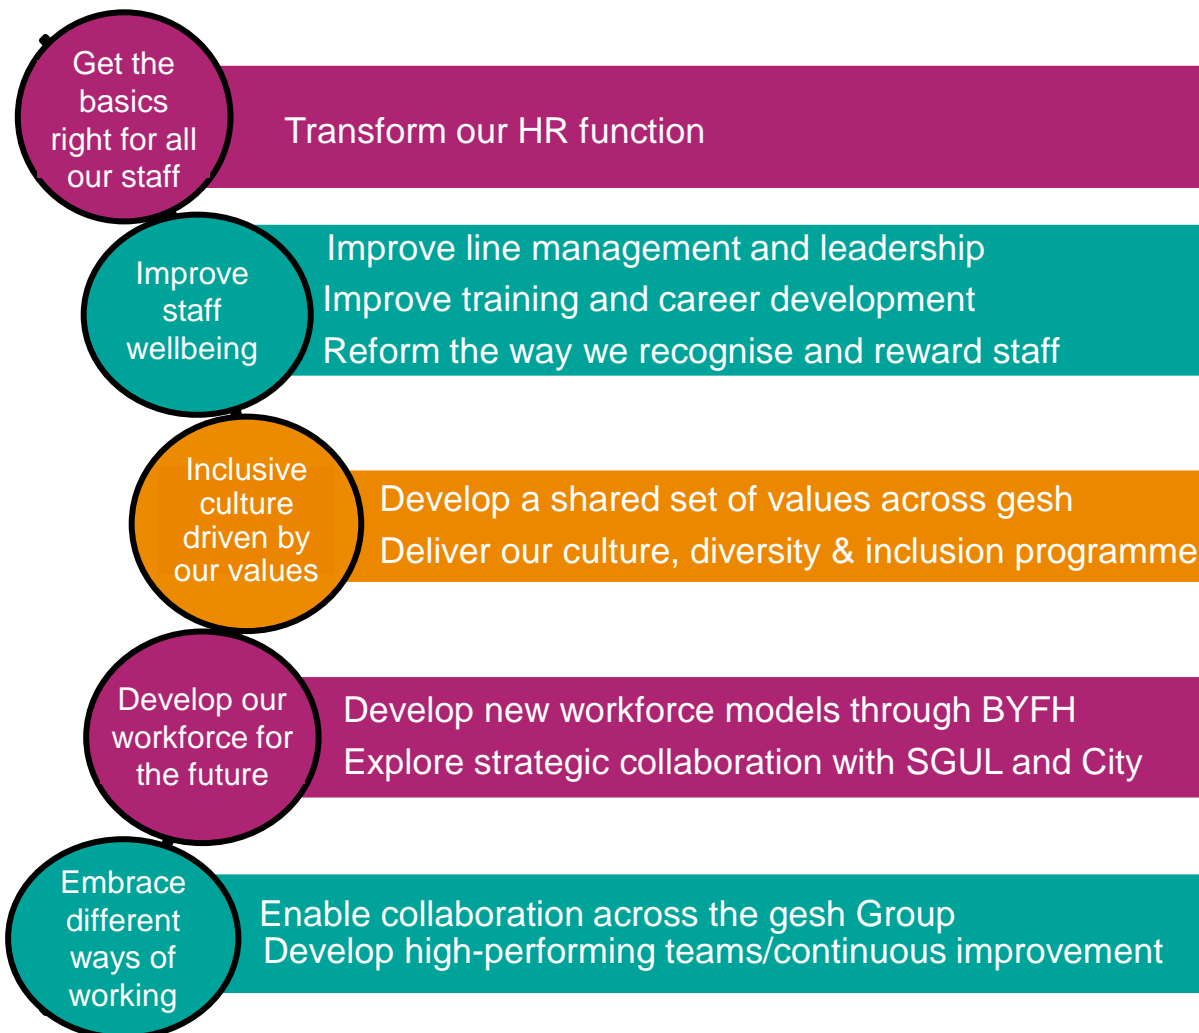 Get the
basics
right for all
our staff
Transform our HR function
Improve
staff
wellbeing
Improve line management and leadership
Improve training and career development
Reform the way we recognise and reward staff
Inclusive
culture
driven by
our values
Develop a shared set of values across gesh
Deliver our culture, diversity & inclusion programme
Develop our
workforce for
the future
Develop new workforce models through BYFH
Explore strategic collaboration with SGUL and City
Embrace
different
ways of
working
Enable collaboration across the gesh Group
Develop high-performing teams/continuous improvement